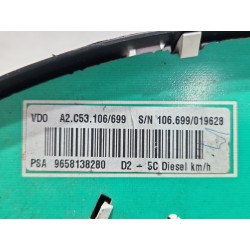 VDO A2.C53.106/699 S/N 106.699/019628
PSA 9658138280 D2 - 5C Diesel km/h